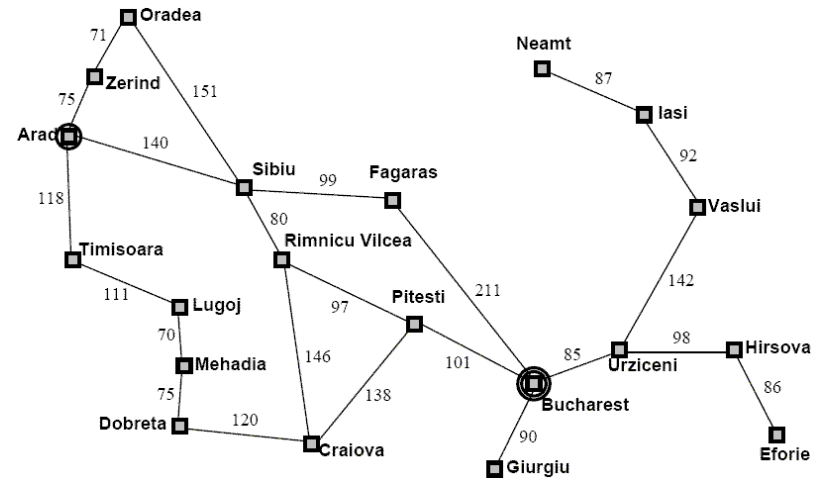 Oradea
71
Neamt
87
Zerind
75
151
Iasi
Arad
140
92
Sibiu
Fagaras
99
118
Vaslui
80
Timisoara
Rimnicu Vilcea
142
111
Lugoj
97
Pitesti
211
70
98
Hirsova
146
101
85
Urziceni
Mehadia
86
75
138
Bucharest
120
Dobreta
90
Craiova
Eforie
Giurgiu